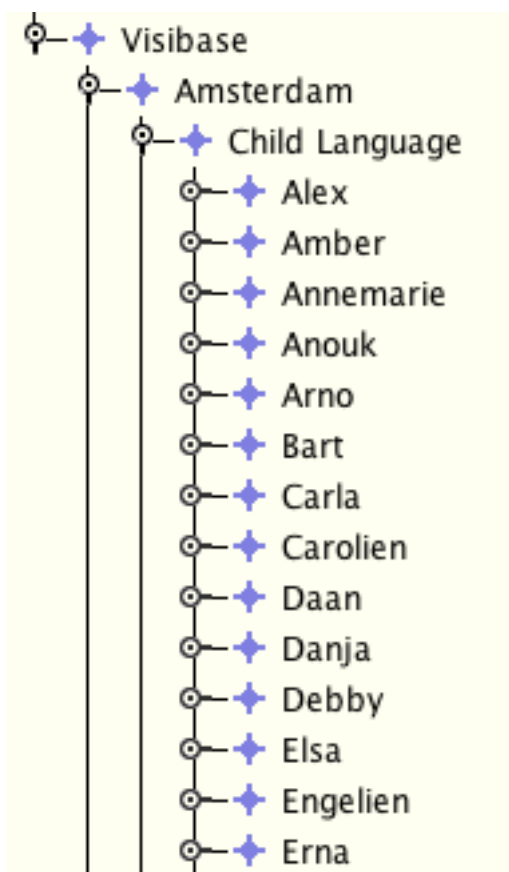 Visibase
Amsterdam
Child Language
Alex
Amber
Annemarie
Anouk
Arno
Bart
Carla
Carolien
Daan
Danja
Debby
Elsa
Engelien
Erna